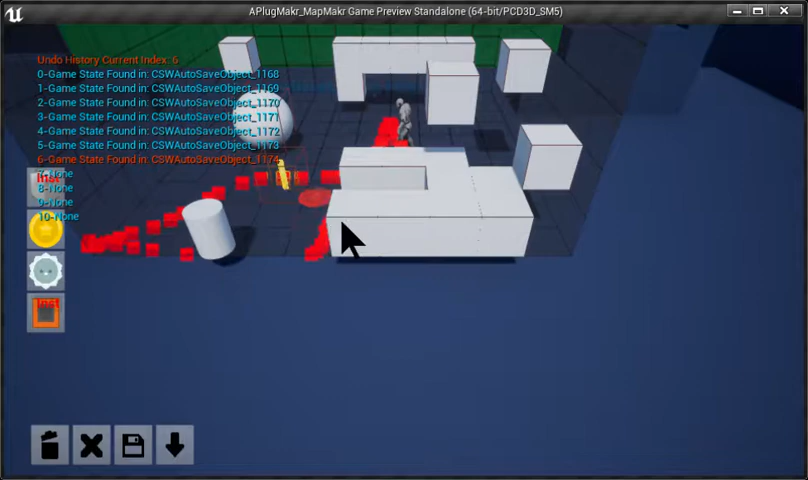 APlugMakr_MapMakr Game Preview Standalone (64-bit/PCD3D_SM5)
Undo History Current Index: 6
0-Game State Found in: CSWAutoSaveObject_1168
1-Game State Found in: CSWAutoSaveObject_1169
2-Game State Found in: CSWAutoSaveObject_1170
3-Game State Found in: CSWAutoSaveObject_1171
4-Game State Found in: CSWAutoSaveObject_1172
5-Game State Found in: CSWAutoSaveObject_1173
6-Game State Found in: CSWAutoSaveObject_1174
7-None
8-None
9-None
10-None